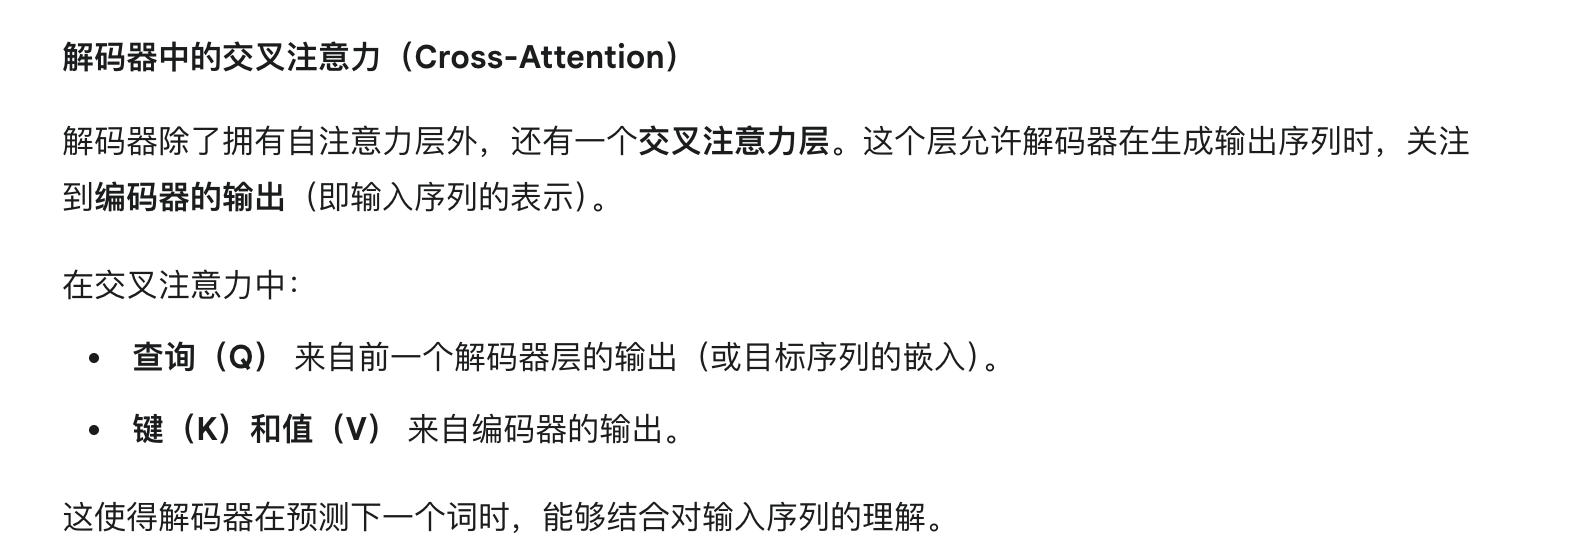 解码器中的交叉注意力（Cross-Attention）
解码器除了拥有自注意力层外，还有一个交叉注意力层。这个层允许解码器在生成输出序列时，关注
到编码器的输出（即输入序列的表示）。
在交叉注意力中：
• 查询（Q） 来自前一个解码器层的输出（或目标序列的嵌入）。
• 键（K）和值（V） 来自编码器的输出。
这使得解码器在预测下一个词时，能够结合对输入序列的理解。